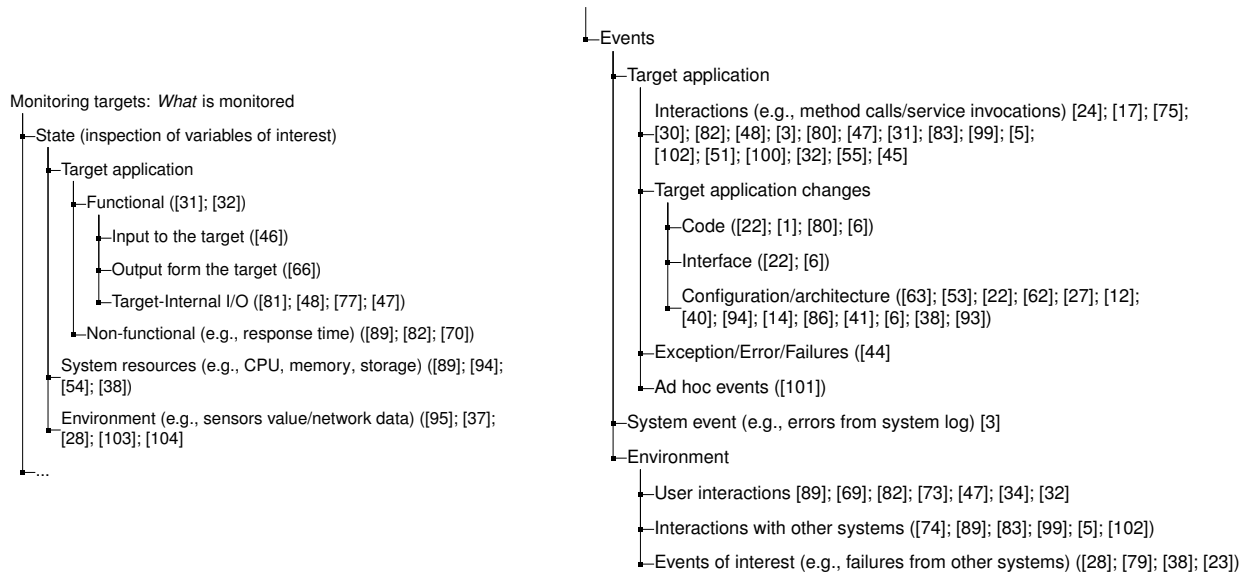 Monitoring targets: What is monitored
State (inspection of variables of interest)
Target application
Functional ([31]; [32])
Input to the target ([46])
Output form the target ([66])
Target-Internal I/O ([81]; [48]; [77]; [47])
Non-functional (e.g., response time) ([89]; [82]; [70])
System resources (e.g., CPU, memory, storage) ([89]; [94];
[54]; [38])
Environment (e.g., sensors value/network data) ([95]; [37];
[28]; [103]; [104]
...
Events
Target application
Interactions (e.g., method calls/service invocations) [24]; [17]; [75];
[30]; [82]; [48]; [3]; [80]; [47]; [31]; [83]; [99]; [5];
[102]; [51]; [100]; [32]; [55]; [45]
Target application changes
Code ([22]; [1]; [80]; [6])
Interface ([22]; [6])
Configuration/architecture ([63]; [53]; [22]; [62]; [27]; [12];
[40]; [94]; [14]; [86]; [41]; [6]; [38]; [93])
Exception/Error/Failures ([44]
Ad hoc events ([101])
System event (e.g., errors from system log) [3]
Environment
User interactions [89]; [69]; [82]; [73]; [47]; [34]; [32]
Interactions with other systems ([74]; [89]; [83]; [99]; [5]; [102])
Events of interest (e.g., failures from other systems) ([28]; [79]; [38]; [23])